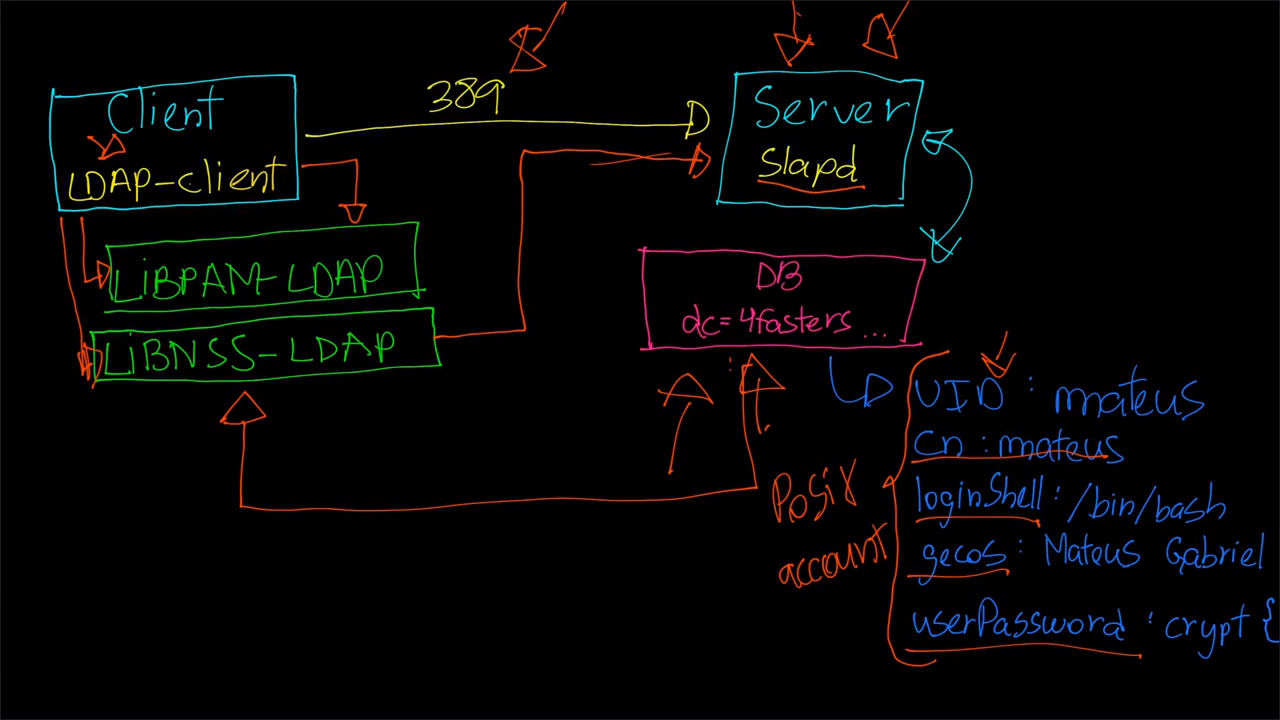 389
Client
LDAP-client
Server
Slapd
LiBPAM-LDAP
LiBNSS-LDAP
DB
dc=4fasters ...
UID : mateus
Cn : mateus
loginShell : /bin/bash
gecos : Mateus Gabriel
userPassword : crypt {
PoSiX
account